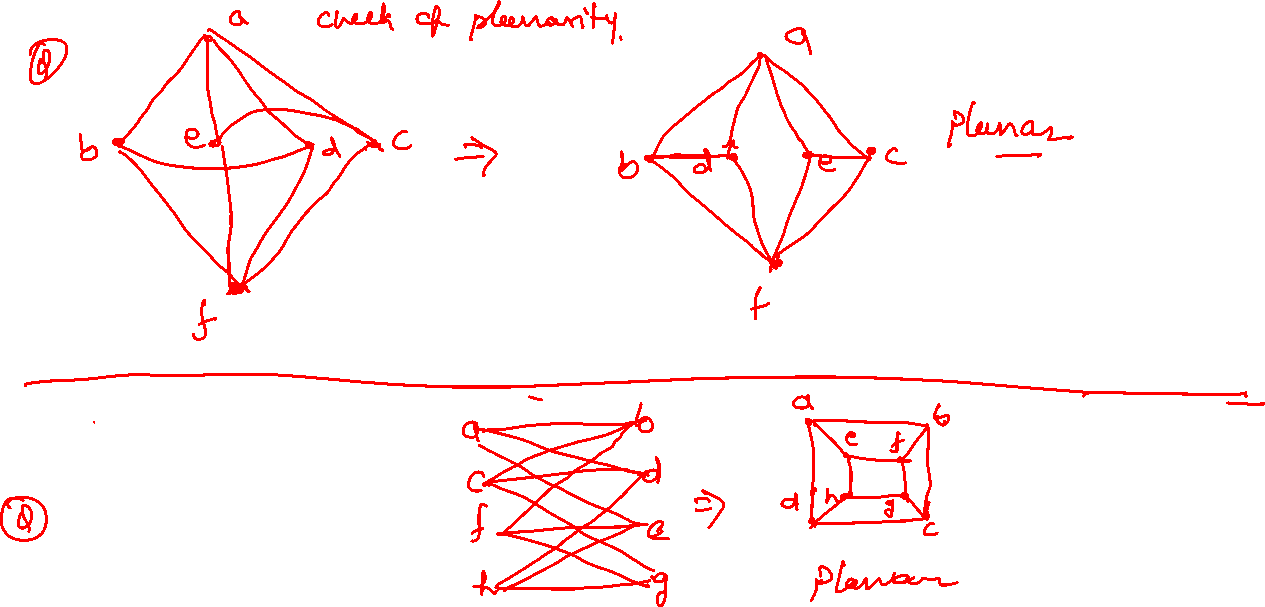 a check of planarity.
Q
b e d c ⇒
f
a
b d e c
f
Planar
Q
a b
c d
f e
h g
⇒
a b
e f
d h g c
Planar